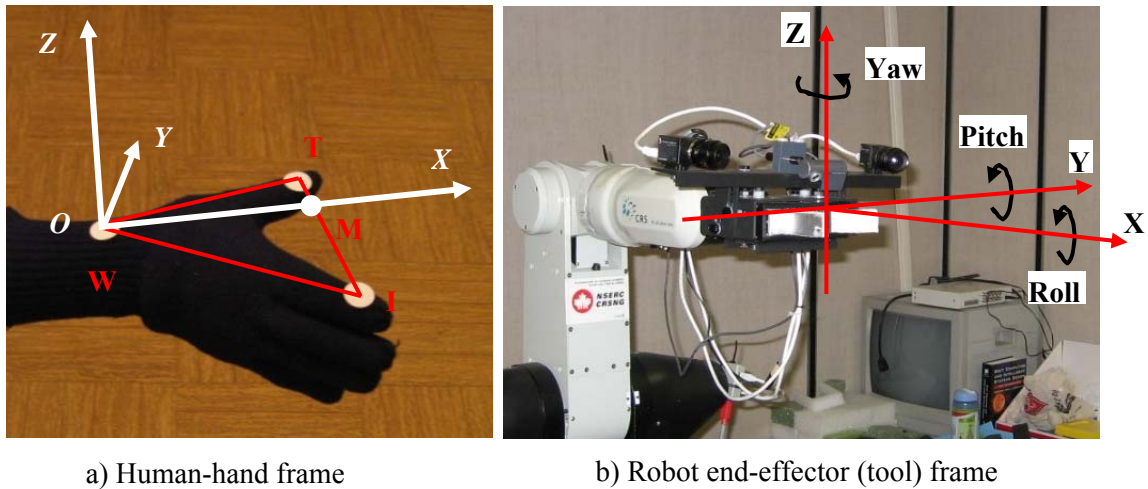 Z
Y
T
X
O
M
W
I
Z
Yaw
Pitch
Y
X
Roll
CRS
NSERC
CRSNG
a) Human-hand frame
b) Robot end-effector (tool) frame